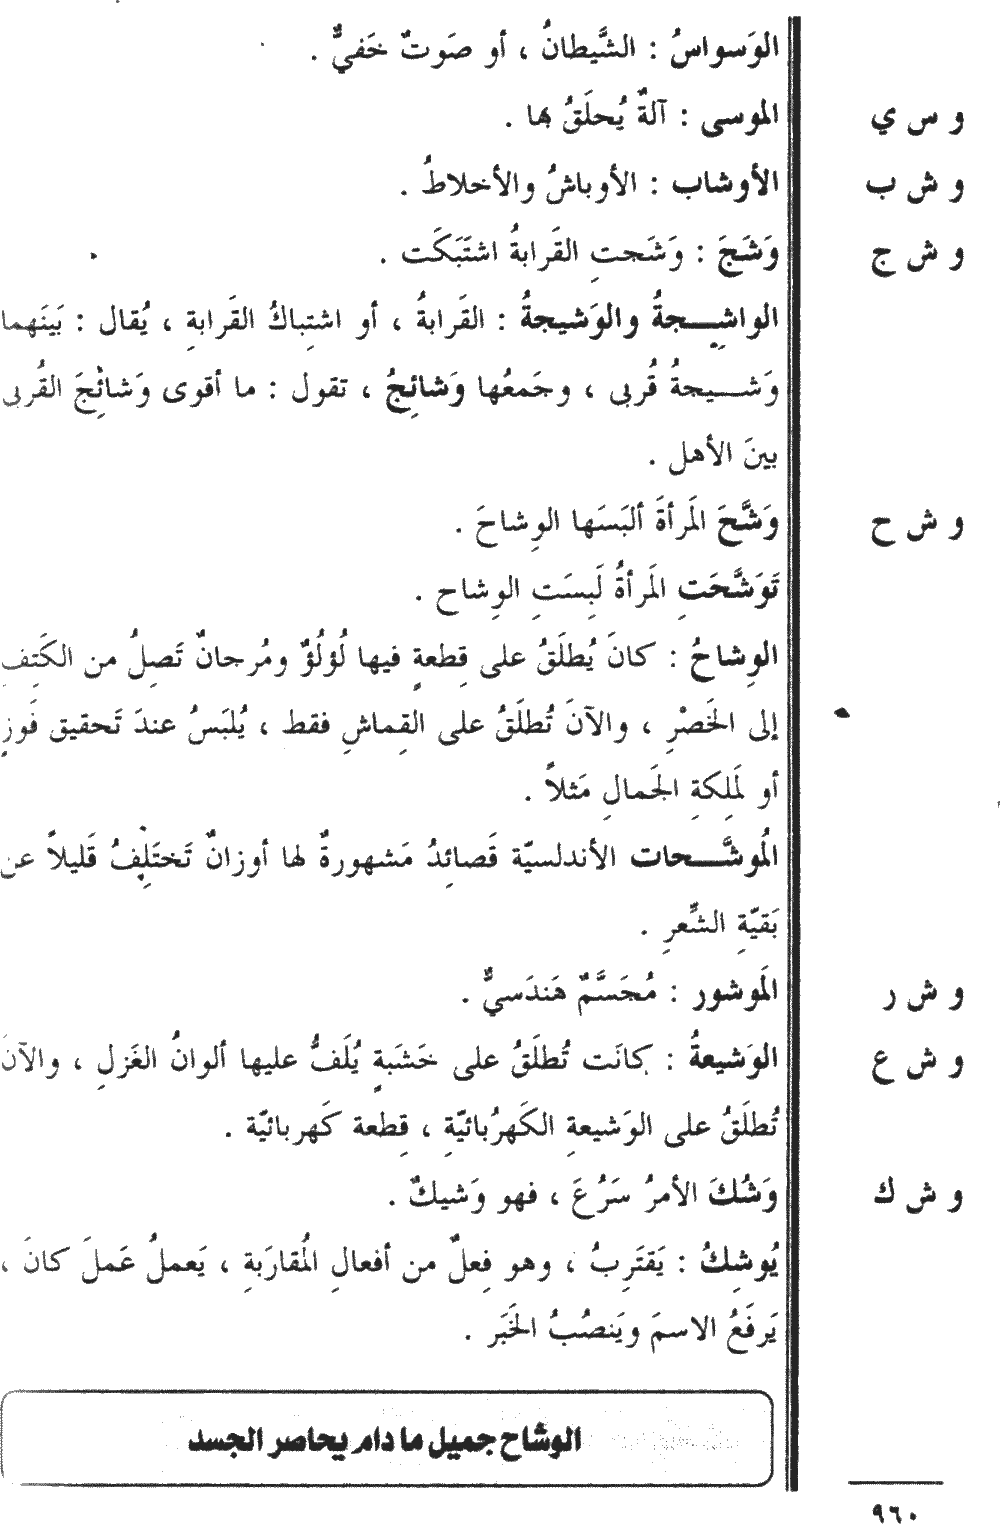 الوَسواسُ : الشَّيطانُ ، أو صَوتٌ خَفيٌّ .
و س ي الموسى : آلةٌ يُحلَقُ بها .
و ش ب الأوشاب : الأوباشُ والأخلاطُ .
و ش ج وَشَجَ : وَشَحتِ القَرابةُ اشتَبَكَت .
الواشِجةُ والوَشيجةُ : القَرابةُ ، أو اشتِباكُ القَرابةِ ، يُقال : بَينَهما
وَشيجةُ قُربى ، وجَمعُها وَشائِجُ ، تقول : ما أقوى وَشائِجَ القُربى
بينَ الأهل .
و ش ح وَشَّحَ المَرأةَ ألبَسَها الوِشاحَ .
تَوَشَّحَتِ المَرأةُ لَبِسَتِ الوِشاح .
الوِشاحُ : كانَ يُطلَقُ على قِطعةٍ فيها لُؤلُؤٌ ومُرجانٌ تَصِلُ من الكَتِف
إلى الخَصْرِ ، والآنَ تُطلَقُ على القِماشِ فقط ، يُلبَسُ عندَ تَحقيق فَوزٍ
أو لمَلِكةِ الجَمالِ مَثلاً .
المُوشَّحات الأندلسيّة قَصائِدُ مَشهورةٌ لها أوزانٌ تَختَلِفُ قَليلاً عن
بَقيّةِ الشِّعرِ .
و ش ر المَوشور : مُجَسَّمٌ هَندَسيٌّ .
و ش ع الوَشيعةُ : كانَت تُطلَقُ على خَشَبةٍ يُلَفُّ عليها ألوانُ الغَزلِ ، والآنَ
تُطلَقُ على الوَشيعةِ الكَهرُبائيّةِ ، قِطعة كَهربائيّة .
و ش ك وَشُكَ الأمرُ سَرُعَ ، فهو وَشيكٌ .
يُوشِكُ : يَقتَرِبُ ، وهو فِعلٌ من أفعالِ المُقارَبةِ ، يَعملُ عَملَ كانَ ،
يَرفَعُ الاسمَ ويَنصُبُ الخَبَر .
الوشاح جميل ما دام يحاصر الجسد
٩٦٠